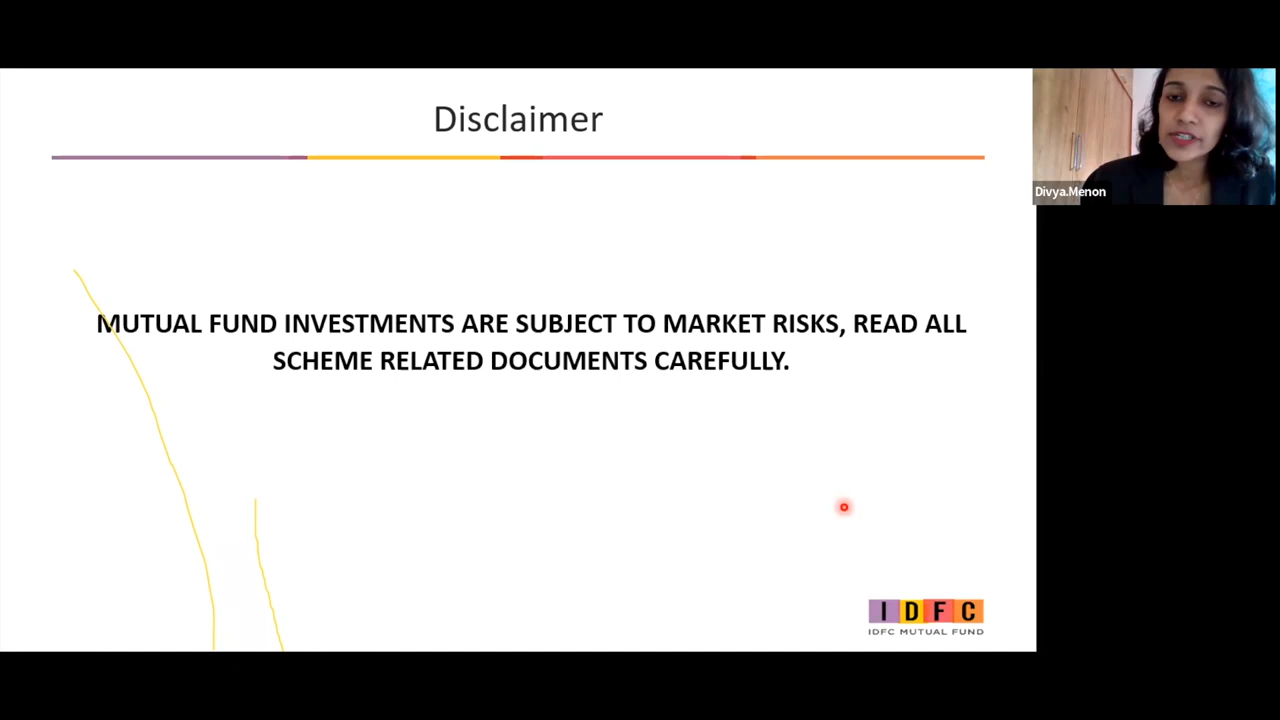 Disclaimer
Divya.Menon
MUTUAL FUND INVESTMENTS ARE SUBJECT TO MARKET RISKS, READ ALL
SCHEME RELATED DOCUMENTS CAREFULLY.
IDFC
IDFC MUTUAL FUND